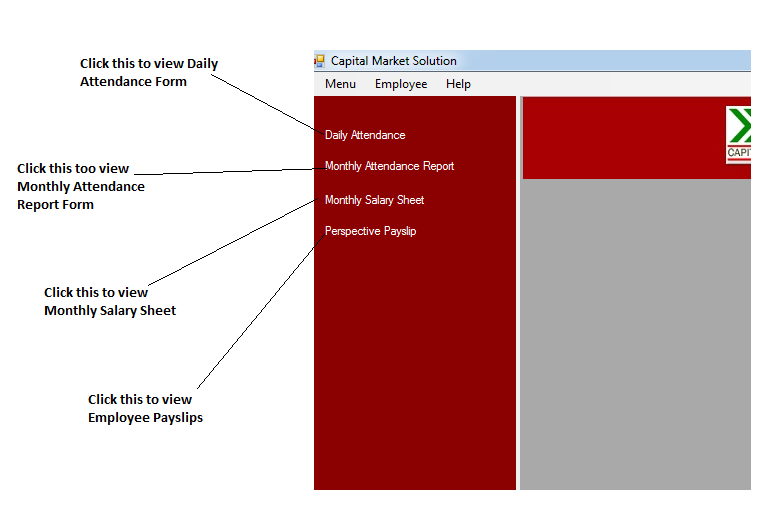 Click this to view Daily
Attendance Form
Click this too view
Monthly Attendance
Report Form
Click this to view
Monthly Salary Sheet
Click this to view
Employee Payslips
Capital Market Solution
Menu Employee Help
Daily Attendance
Monthly Attendance Report
Monthly Salary Sheet
Perspective Payslip
CAPI